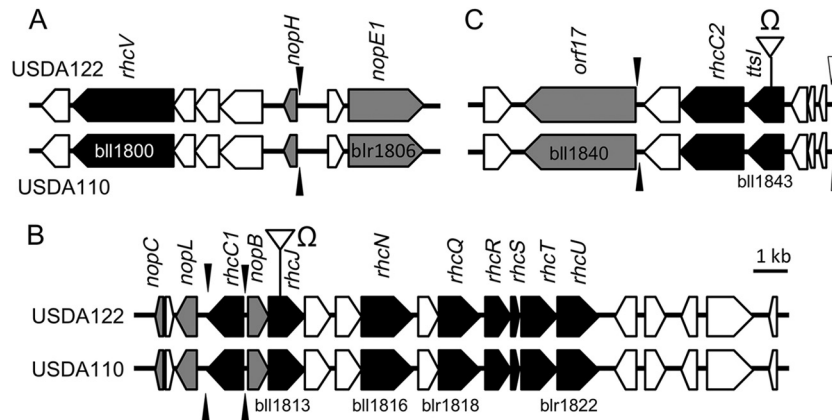 A
rhcV
nopH
nopE1
USDA122
bll1800
blr1806
USDA110
C
orf17
rhcC2
ttsI
Ω
bll1840
bll1843
B
nopC
nopL
rhcC1
nopB
Ω
rhcJ
rhcN
rhcQ
rhcR
rhcS
rhcT
rhcU
1 kb
USDA122
USDA110
bll1813
bll1816
blr1818
blr1822